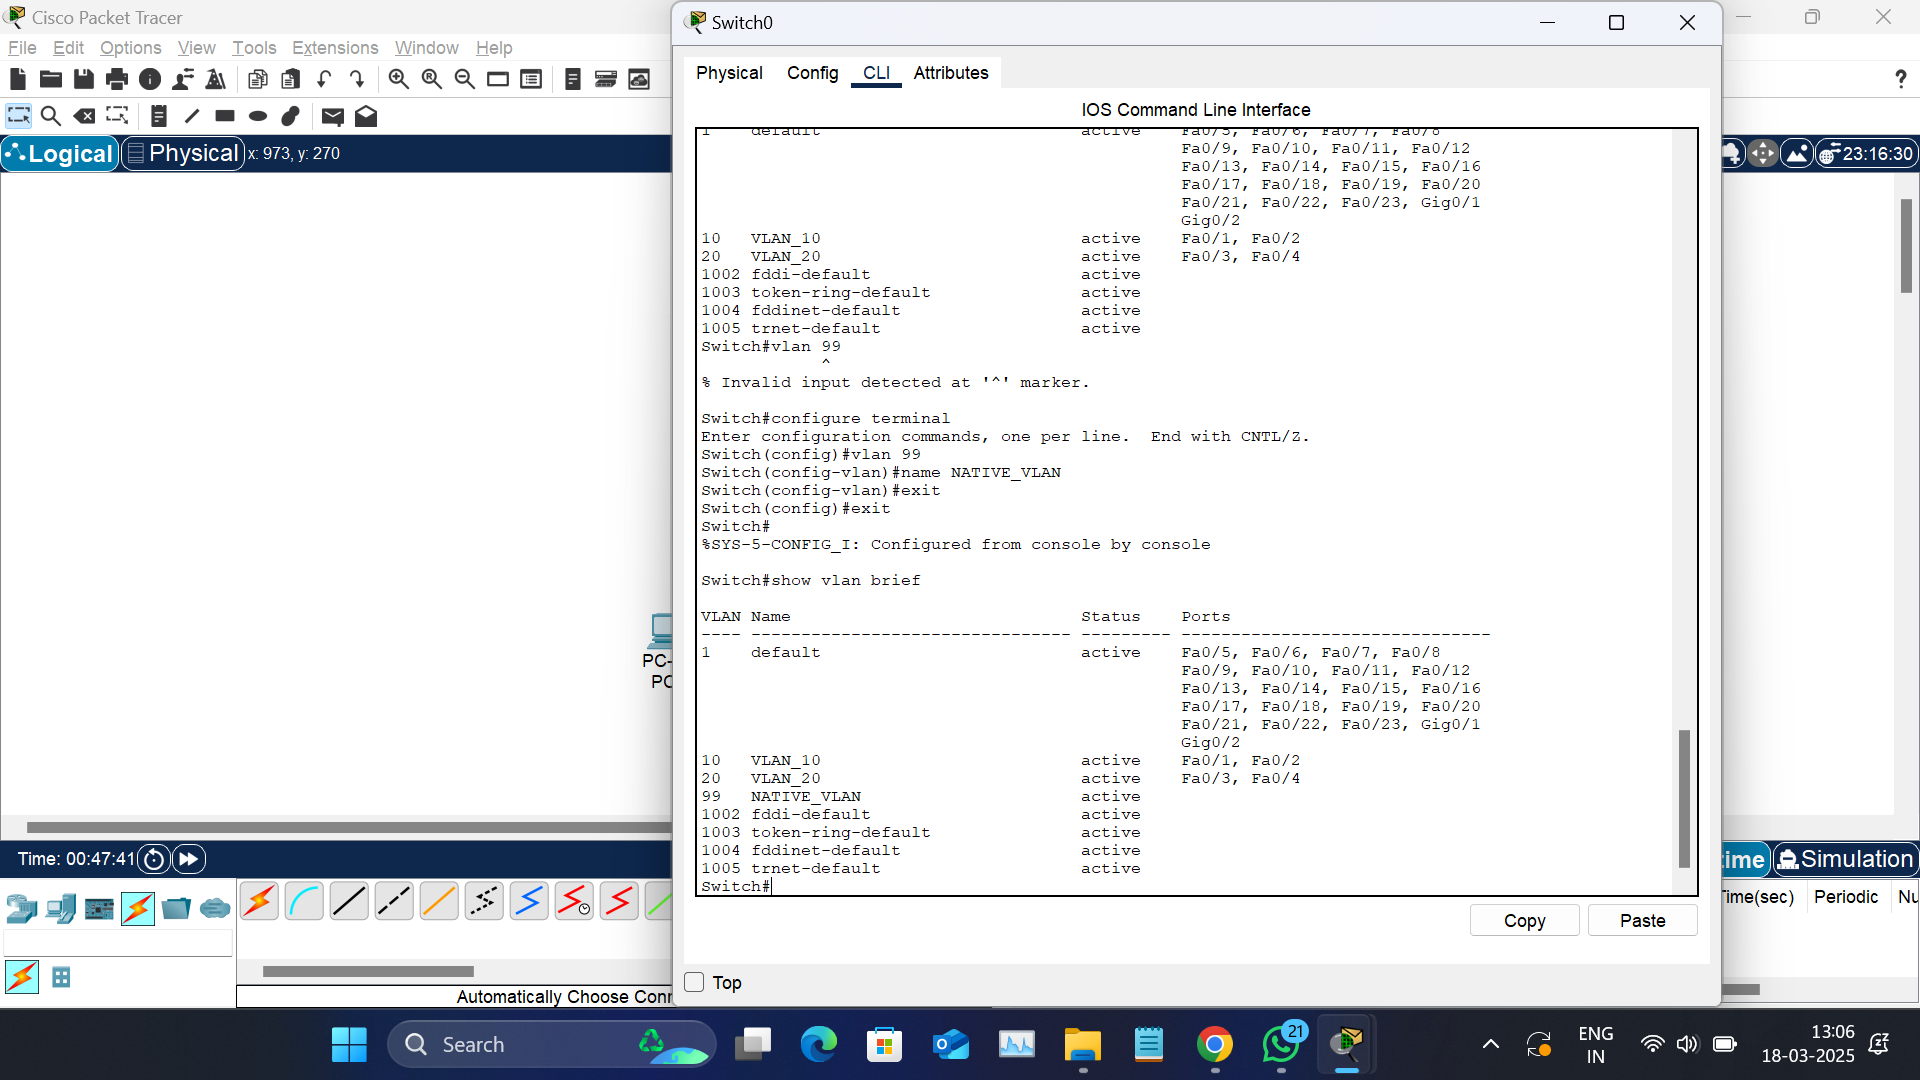 Cisco Packet Tracer
File Edit Options View Tools Extensions Window Help
?
Logical Physical x: 973, y: 270
23:16:30
PC-
PC
Time: 00:47:41
time Simulation
Time(sec) Periodic Nu
Automatically Choose Conn
Switch0
Physical Config CLI Attributes
IOS Command Line Interface
1 default active Fa0/5, Fa0/6, Fa0/7, Fa0/8
Fa0/9, Fa0/10, Fa0/11, Fa0/12
Fa0/13, Fa0/14, Fa0/15, Fa0/16
Fa0/17, Fa0/18, Fa0/19, Fa0/20
Fa0/21, Fa0/22, Fa0/23, Gig0/1
Gig0/2
10 VLAN_10 active Fa0/1, Fa0/2
20 VLAN_20 active Fa0/3, Fa0/4
1002 fddi-default active
1003 token-ring-default active
1004 fddinet-default active
1005 trnet-default active
Switch#vlan 99
^
% Invalid input detected at '^' marker.
Switch#configure terminal
Enter configuration commands, one per line. End with CNTL/Z.
Switch(config)#vlan 99
Switch(config-vlan)#name NATIVE_VLAN
Switch(config-vlan)#exit
Switch(config)#exit
Switch#
%SYS-5-CONFIG_I: Configured from console by console
Switch#show vlan brief
VLAN Name Status Ports
---- -------------------------------- --------- -------------------------------
1 default active Fa0/5, Fa0/6, Fa0/7, Fa0/8
Fa0/9, Fa0/10, Fa0/11, Fa0/12
Fa0/13, Fa0/14, Fa0/15, Fa0/16
Fa0/17, Fa0/18, Fa0/19, Fa0/20
Fa0/21, Fa0/22, Fa0/23, Gig0/1
Gig0/2
10 VLAN_10 active Fa0/1, Fa0/2
20 VLAN_20 active Fa0/3, Fa0/4
99 NATIVE_VLAN active
1002 fddi-default active
1003 token-ring-default active
1004 fddinet-default active
1005 trnet-default active
Switch#
Copy Paste
Top
Search
21
ENG
IN
13:06
18-03-2025